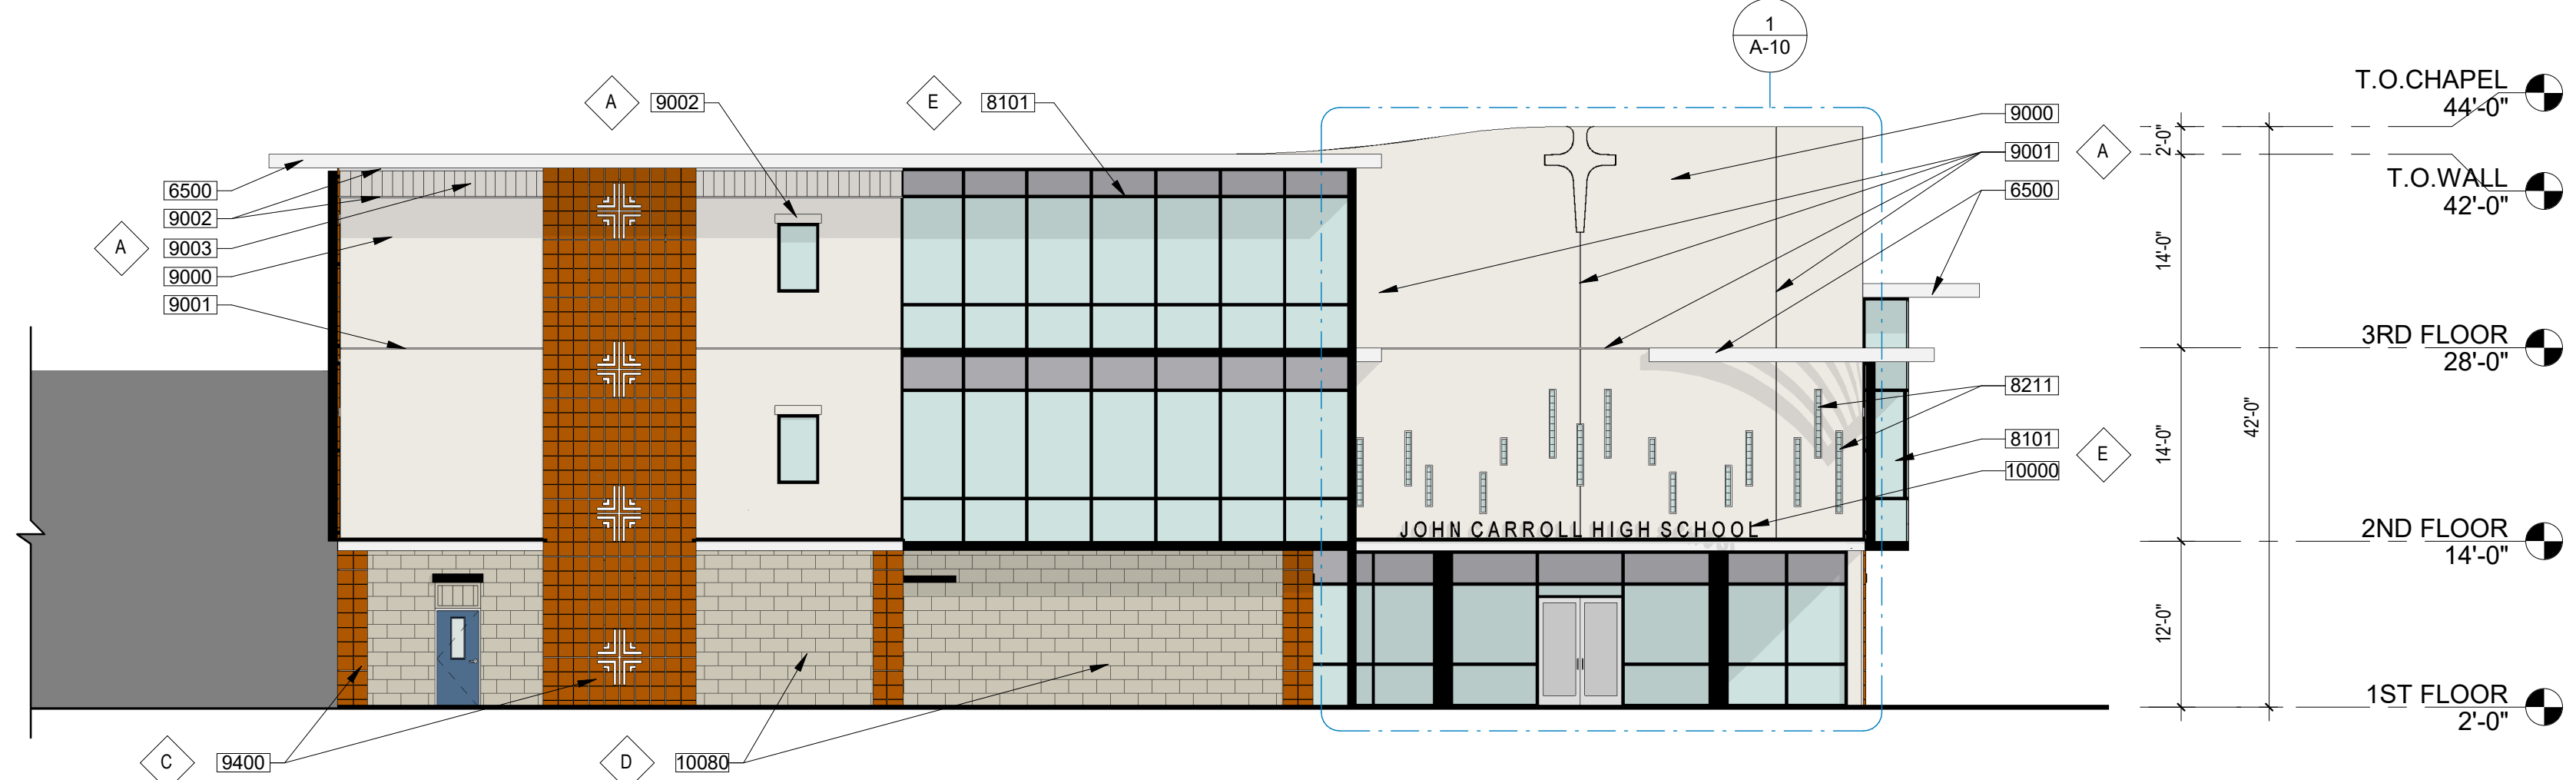 1
A-10
T.O.CHAPEL
44'-0"
A
9002
E
8101
9000
9001
A
6500
2'-0"
T.O.WALL
42'-0"
6500
9002
9003
A
9000
9001
14'-0"
3RD FLOOR
28'-0"
8211
8101
E
10000
14'-0"
42'-0"
JOHN CARROLL HIGH SCHOOL
2ND FLOOR
14'-0"
12'-0"
1ST FLOOR
2'-0"
C
9400
D
10080